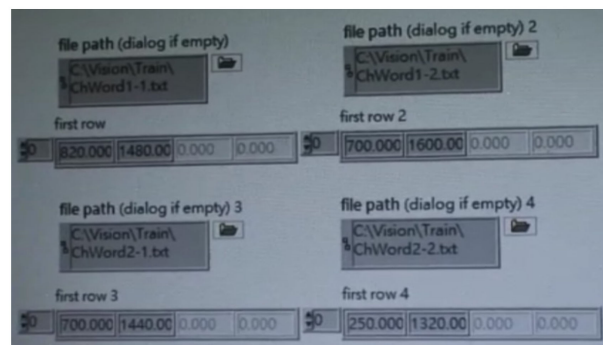 file path (dialog if empty)
C:\Vision\Train\
ChWord1-1.txt
file path (dialog if empty) 2
C:\Vision\Train\
ChWord1-2.txt
first row
0 820.000 1480.00 0.000 0.000
first row 2
0 700.000 1600.00 0.000 0.000
file path (dialog if empty) 3
C:\Vision\Train\
ChWord2-1.txt
file path (dialog if empty) 4
C:\Vision\Train\
ChWord2-2.txt
first row 3
0 700.000 1440.00 0.000 0.000
first row 4
0 250.000 1320.00 0.000 0.000